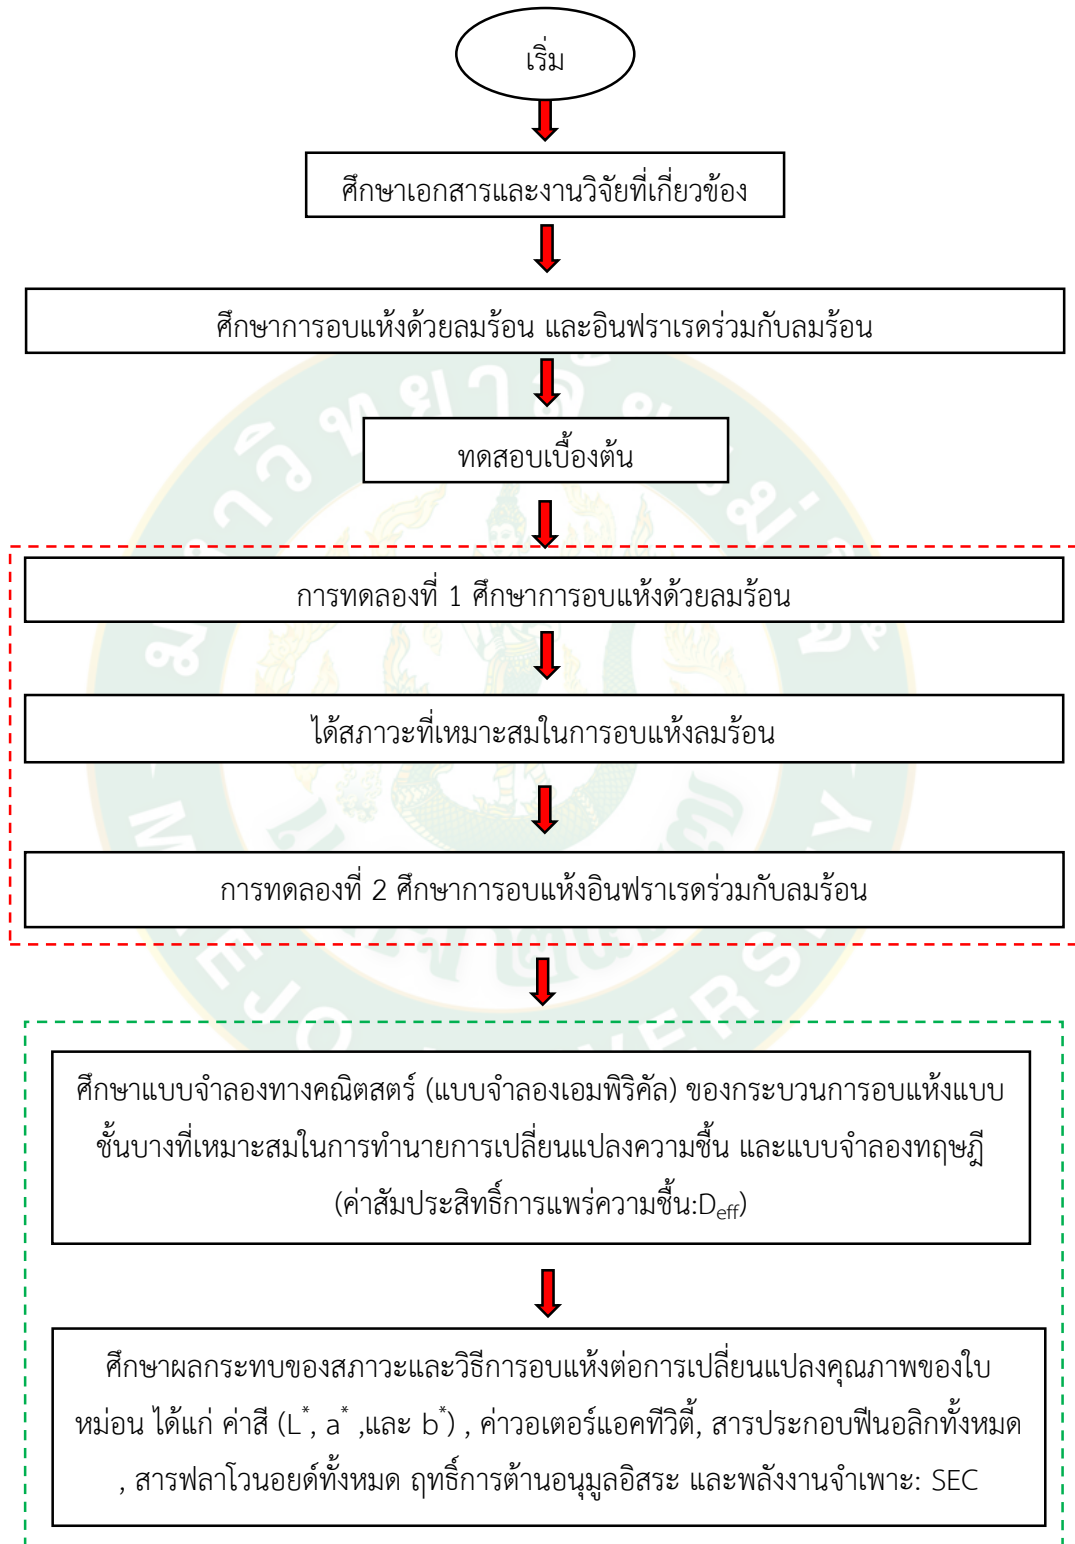 เริ่ม
ศึกษาเอกสารและงานวิจัยที่เกี่ยวข้อง
ศึกษาการอบแห้งด้วยลมร้อน และอินฟราเรดร่วมกับลมร้อน
ทดสอบเบื้องต้น
การทดลองที่ 1 ศึกษาการอบแห้งด้วยลมร้อน
ได้สภาวะที่เหมาะสมในการอบแห้งลมร้อน
การทดลองที่ 2 ศึกษาการอบแห้งอินฟราเรดร่วมกับลมร้อน
ศึกษาแบบจำลองทางคณิตสตร์ (แบบจำลองเอมพิริคัล) ของกระบวนการอบแห้งแบบ
ชั้นบางที่เหมาะสมในการทำนายการเปลี่ยนแปลงความชื้น และแบบจำลองทฤษฎี
(ค่าสัมประสิทธิ์การแพร่ความชื้น:D_eff)
ศึกษาผลกระทบของสภาวะและวิธีการอบแห้งต่อการเปลี่ยนแปลงคุณภาพของใบ
หม่อน ได้แก่ ค่าสี (L*, a* ,และ b*) , ค่าวอเตอร์แอคทีวิตี้, สารประกอบฟีนอลิกทั้งหมด
, สารฟลาโวนอยด์ทั้งหมด ฤทธิ์การต้านอนุมูลอิสระ และพลังงานจำเพาะ: SEC